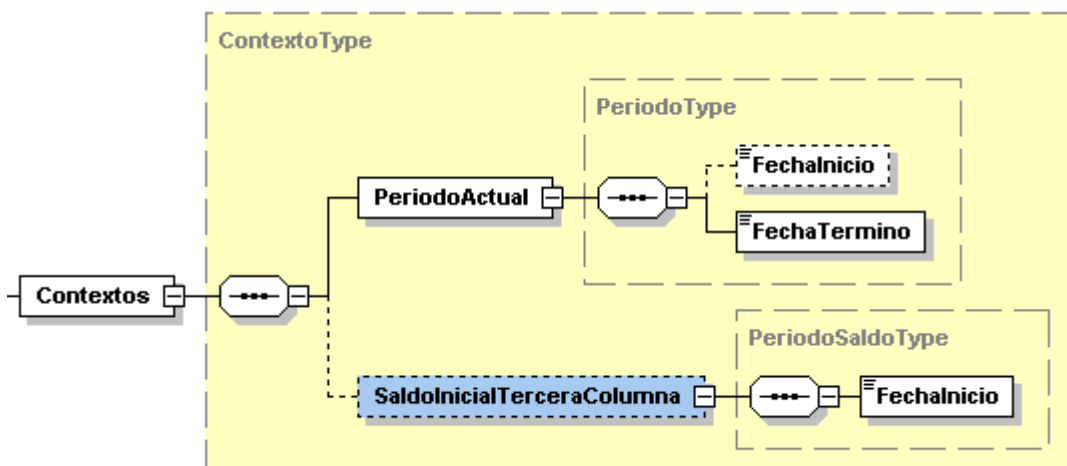 ContextoType
PeriodoType
FechaInicio
PeriodoActual
FechaTermino
Contextos
PeriodoSaldoType
SaldoInicialTerceraColumna
FechaInicio